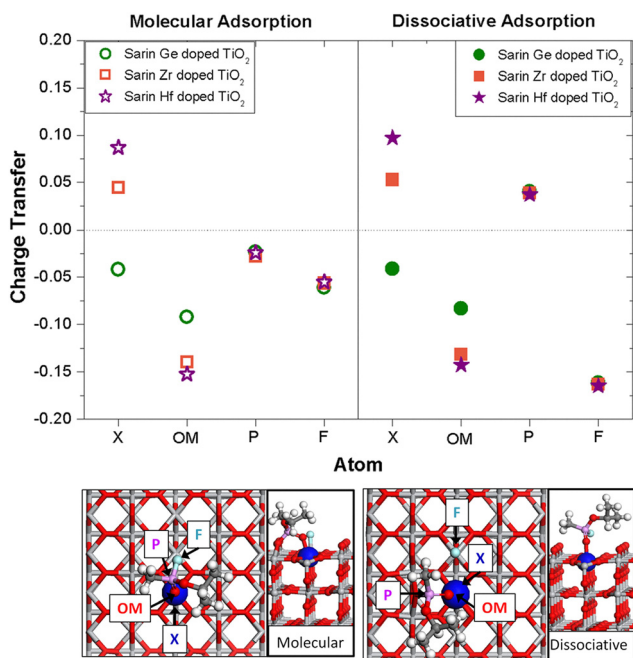 Molecular Adsorption
Dissociative Adsorption
Sarin Ge doped TiO₂
Sarin Zr doped TiO₂
Sarin Hf doped TiO₂
Sarin Ge doped TiO₂
Sarin Zr doped TiO₂
Sarin Hf doped TiO₂
Charge Transfer
0.20
0.15
0.10
0.05
0.00
-0.05
-0.10
-0.15
-0.20
X OM P F
X OM P F
Atom
P F
OM
X
Molecular
F
X
P
OM
Dissociative